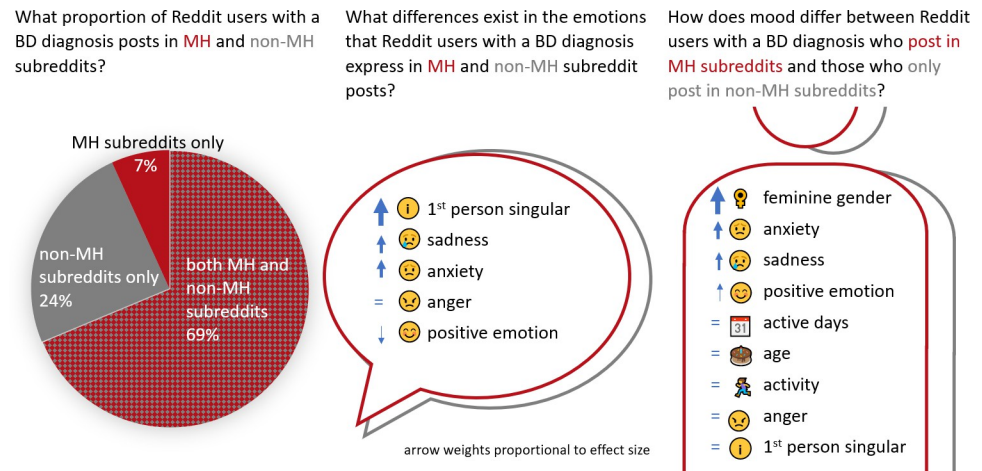 What proportion of Reddit users with a
BD diagnosis posts in MH and non-MH
subreddits?
MH subreddits only
7%
non-MH
subreddits only
24%
both MH and
non-MH
subreddits
69%
What differences exist in the emotions
that Reddit users with a BD diagnosis
express in MH and non-MH subreddit
posts?
i 1st person singular
sadness
anxiety
= anger
positive emotion
arrow weights proportional to effect size
How does mood differ between Reddit
users with a BD diagnosis who post in
MH subreddits and those who only
post in non-MH subreddits?
feminine gender
anxiety
sadness
positive emotion
= 31 active days
= age
= activity
= anger
= i 1st person singular